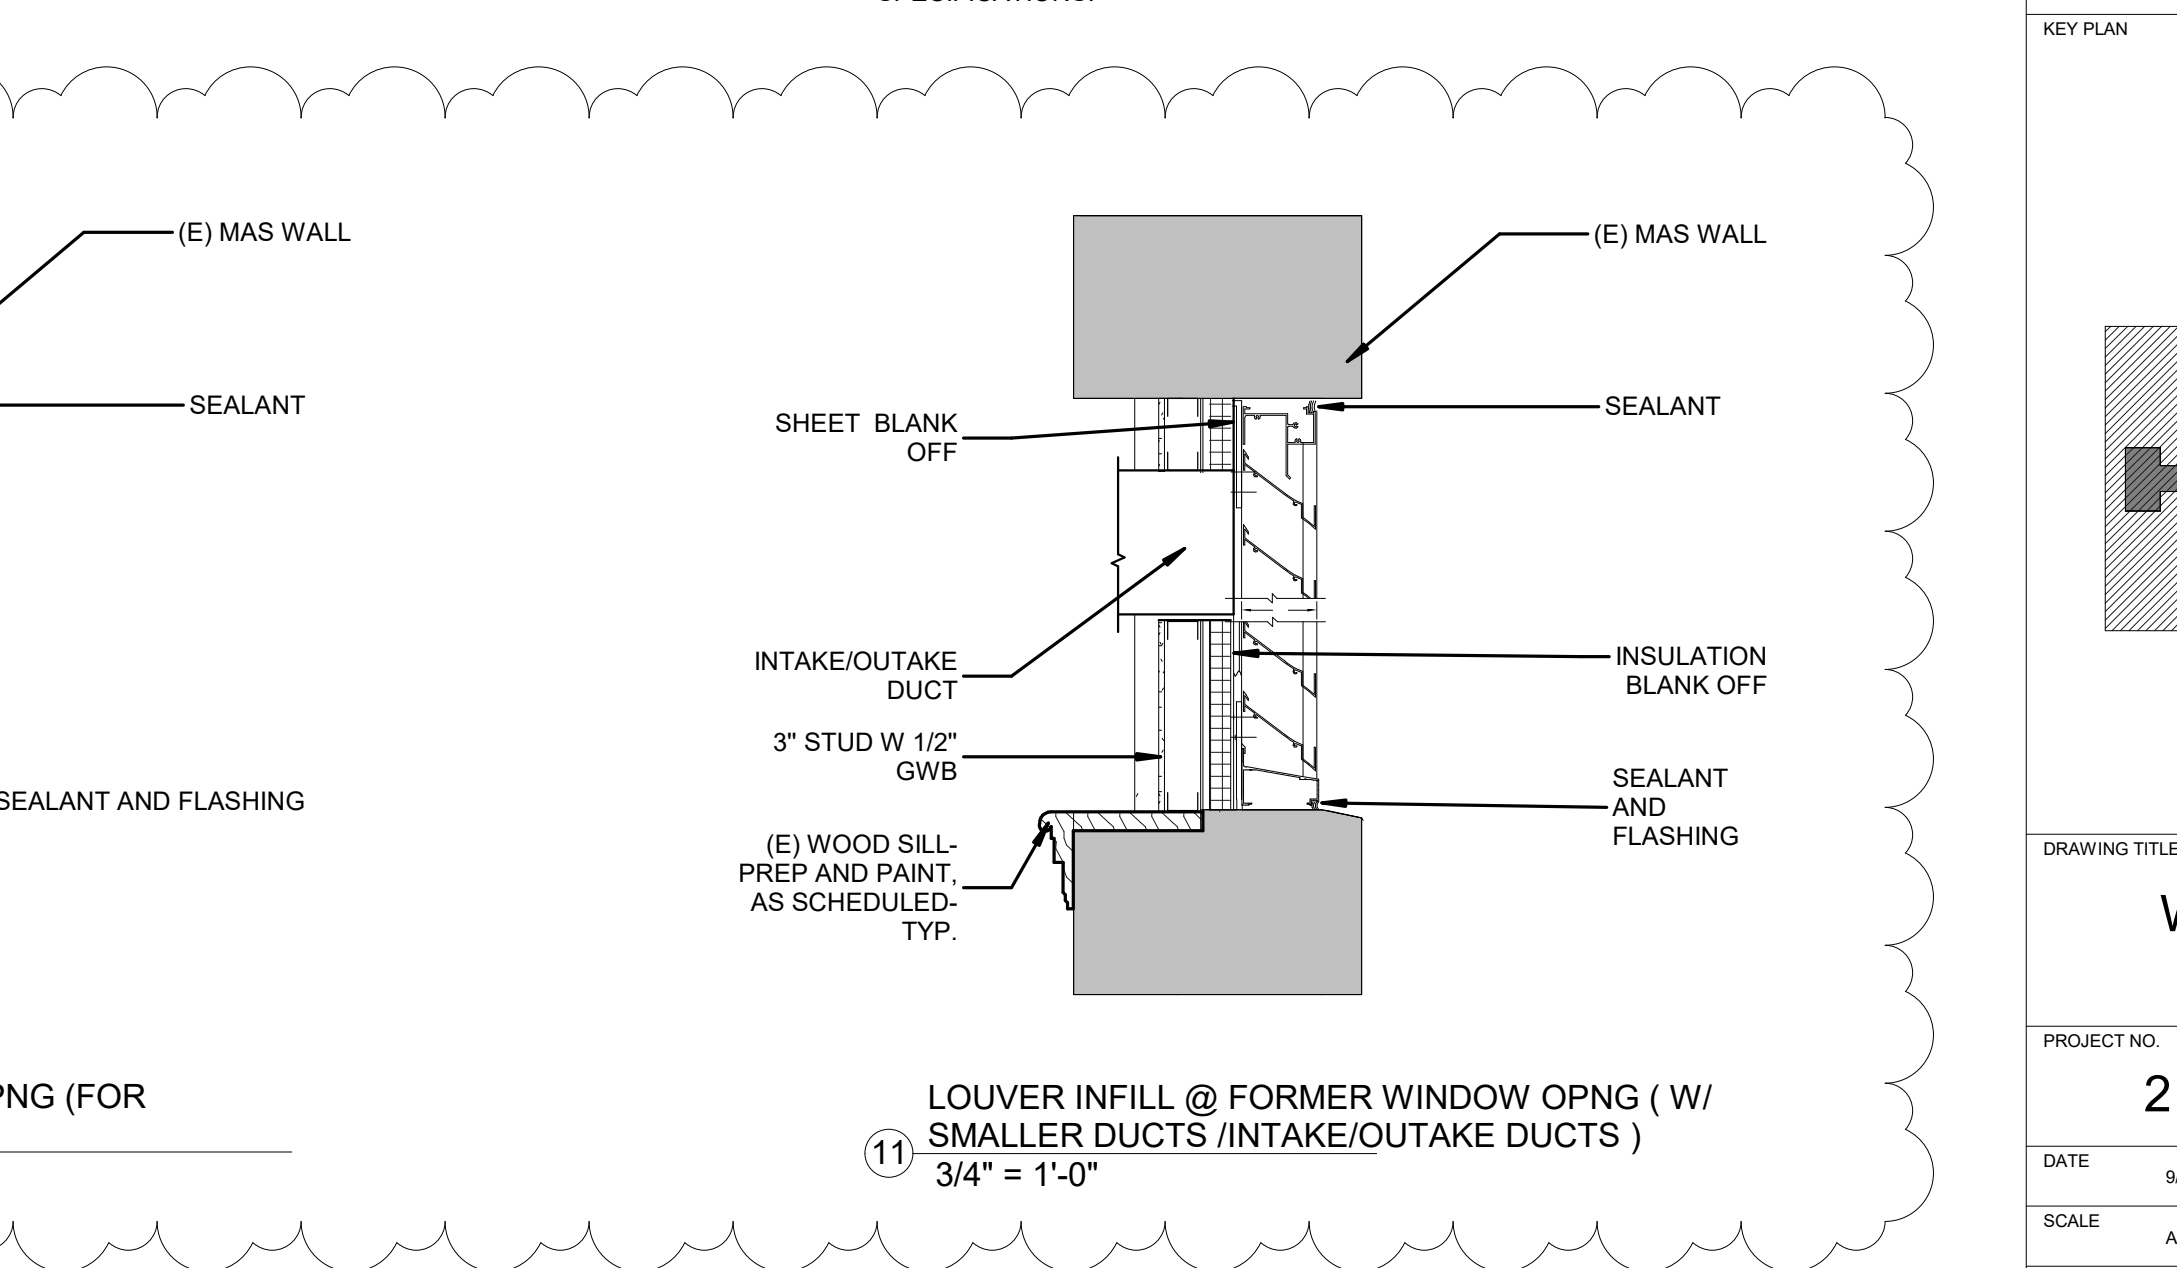 KEY PLAN
(E) MAS WALL
(E) MAS WALL
SEALANT
SHEET BLANK
OFF
SEALANT
INTAKE/OUTAKE
DUCT
INSULATION
BLANK OFF
3" STUD W 1/2"
GWB
SEALANT AND FLASHING
SEALANT
AND
FLASHING
(E) WOOD SILL-
PREP AND PAINT,
AS SCHEDULED-
TYP.
DRAWING TITLE
W
PROJECT NO.
2
(FOR
LOUVER INFILL @ FORMER WINDOW OPNG ( W/
SMALLER DUCTS /INTAKE/OUTAKE DUCTS )
11
3/4" = 1'-0"
DATE
9/
SCALE
A